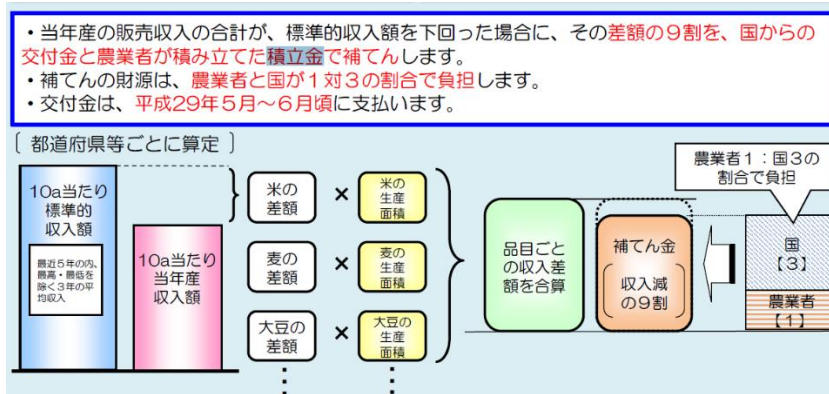 ・当年産の販売収入の合計が、標準的収入額を下回った場合に、その差額の９割を、国からの
交付金と農業者が積み立てた積立金で補てんします。
・補てんの財源は、農業者と国が１対３の割合で負担します。
・交付金は、平成29年５月～６月頃に支払います。
〔 都道府県等ごとに算定 〕
10a当たり
標準的
収入額
最近５年の内、
最高・最低を
除く３年の平
均収入
10a当たり
当年産
収入額
米の
差額
×
米の
生産
面積
麦の
差額
×
麦の
生産
面積
大豆の
差額
×
大豆の
生産
面積
品目ごと
の収入差
額を合算
補てん金
収入減
の９割
農業者１：国３の
割合で負担
国
【３】
農業者
【１】